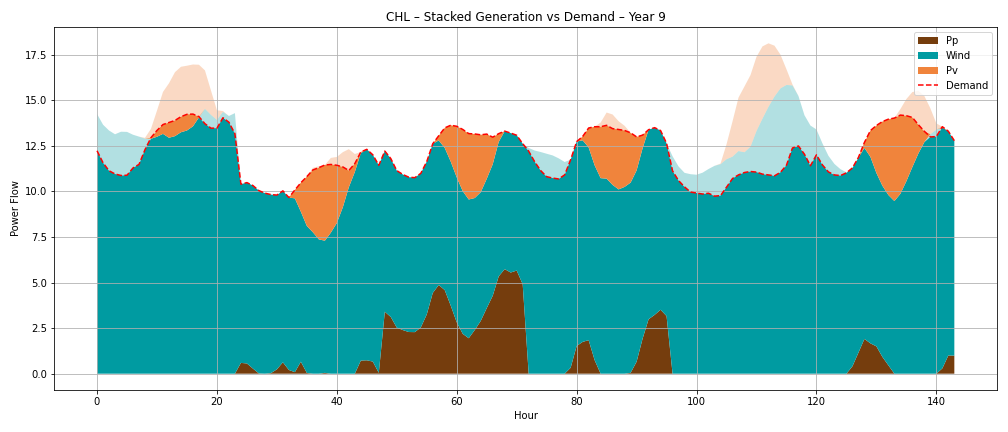 CHL – Stacked Generation vs Demand – Year 9
Pp
Wind
Pv
Demand
17.5
15.0
12.5
10.0
7.5
5.0
2.5
0.0
Power Flow
0 20 40 60 80 100 120 140
Hour